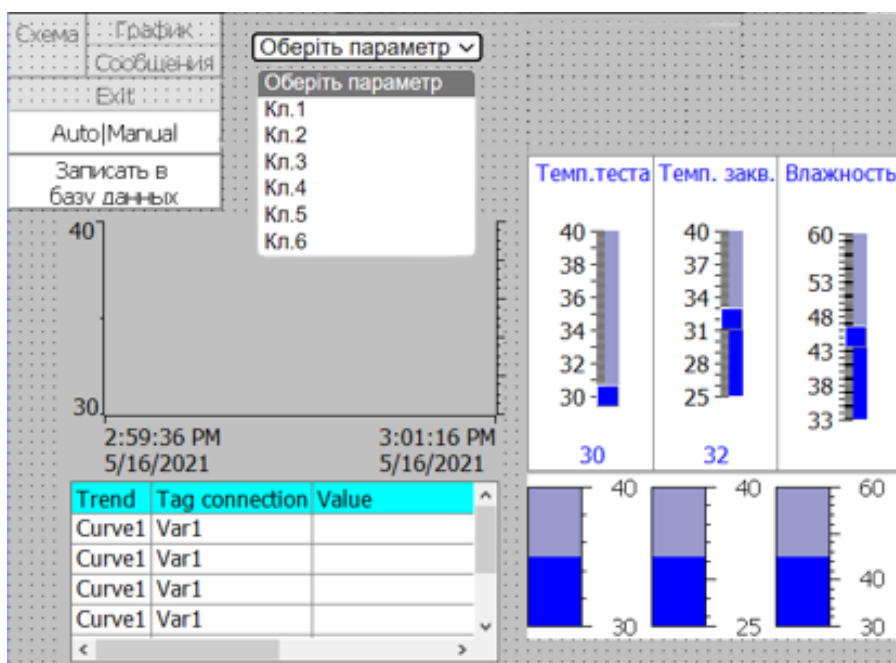 Схема
График
Сообщения
Exit
Auto|Manual
Записать в
базу данных
Оберіть параметр
Оберіть параметр
Кл.1
Кл.2
Кл.3
Кл.4
Кл.5
Кл.6
40
30
2:59:36 PM
5/16/2021
3:01:16 PM
5/16/2021
Trend Tag connection Value
Curve1 Var1
Curve1 Var1
Curve1 Var1
Curve1 Var1
Темп.теста Темп. закв. Влажность
40
38
36
34
32
30
30
40
37
34
31
28
25
32
60
53
48
43
38
33
40
30
40
25
60
40
30